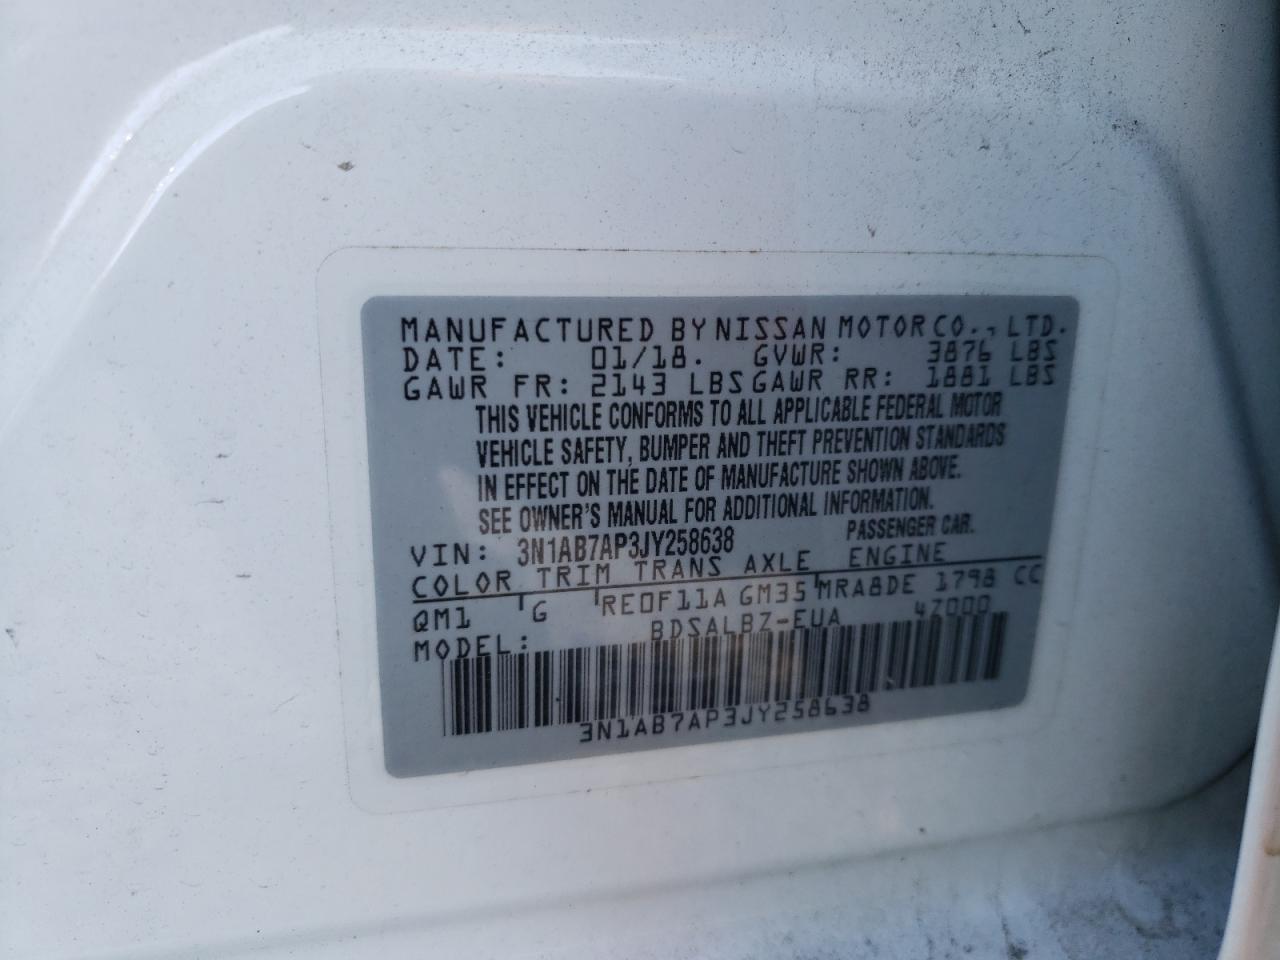 MANUFACTURED BY NISSAN MOTOR CO., LTD.
DATE: 01/18. GVWR: 3876 LBS
GAWR FR: 2143 LBS GAWR RR: 1881 LBS
THIS VEHICLE CONFORMS TO ALL APPLICABLE FEDERAL MOTOR
VEHICLE SAFETY, BUMPER AND THEFT PREVENTION STANDARDS
IN EFFECT ON THE DATE OF MANUFACTURE SHOWN ABOVE.
SEE OWNER'S MANUAL FOR ADDITIONAL INFORMATION.
VIN: 3N1AB7AP3JY258638 PASSENGER CAR.
COLOR TRIM TRANS AXLE ENGINE
QM1 G RE0F11A GM35 MRA8DE 1798 CC
MODEL: BDSALBZ-EUA 4Z000
3N1AB7AP3JY258638